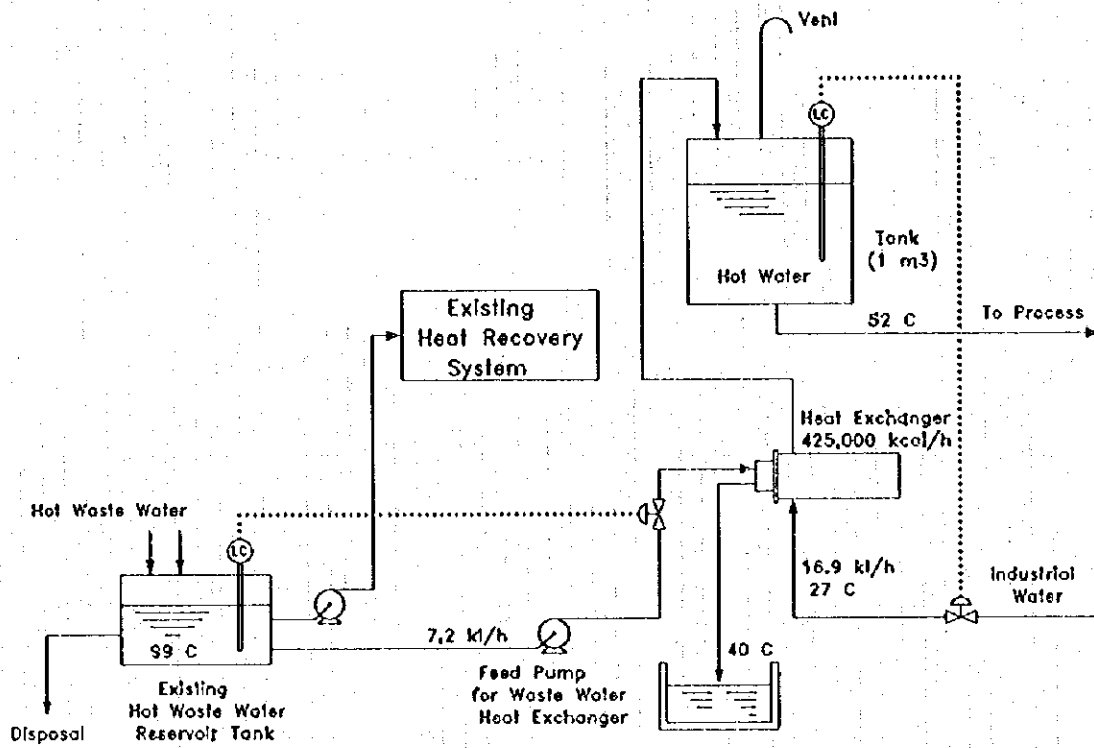 Vent
LC
Tank
(1 m3)
Hot Water
52 C
To Process
Existing
Heat Recovery
System
Heat Exchanger
425,000 kcal/h
Hot Waste Water
LC
16.9 kl/h
27 C
Industrial
Water
99 C
7.2 kl/h
40 C
Existing
Hot Waste Water
Reservoir Tank
Feed Pump
for Waste Water
Heat Exchanger
Disposal